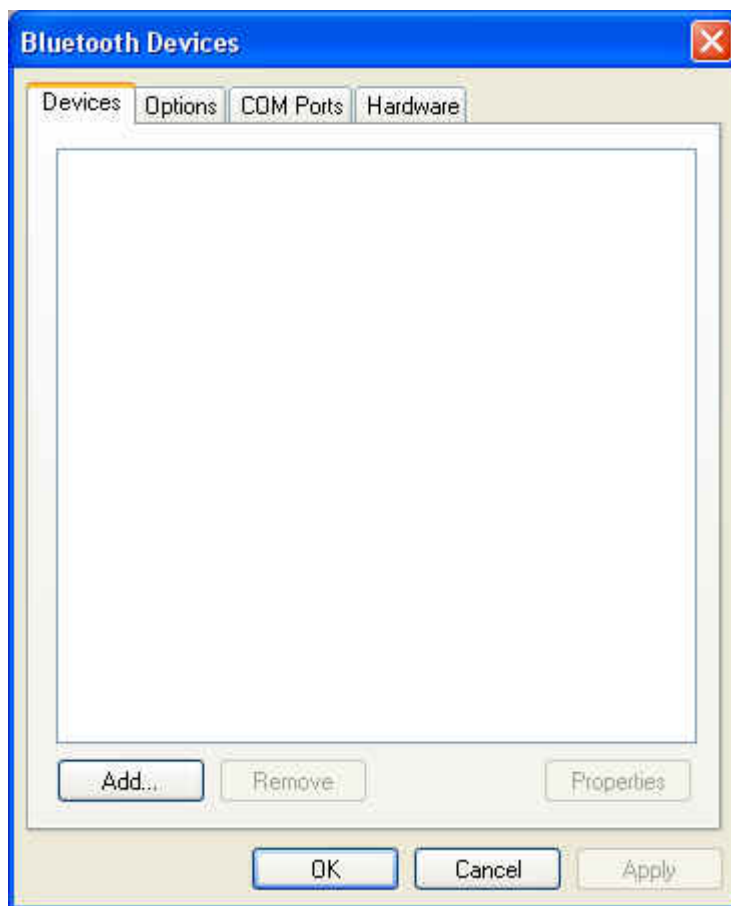 Bluetooth Devices
Devices Options COM Ports Hardware
Add... Remove Properties
OK Cancel Apply